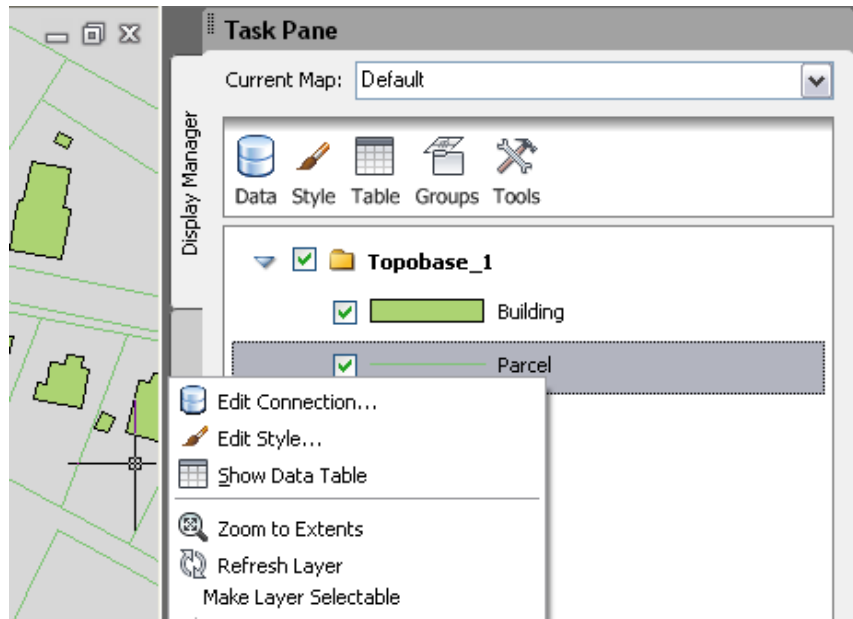 Task Pane
Current Map: Default
Display Manager
Data Style Table Groups Tools
Topobase_1
Building
Parcel
Edit Connection...
Edit Style...
Show Data Table
Zoom to Extents
Refresh Layer
Make Layer Selectable